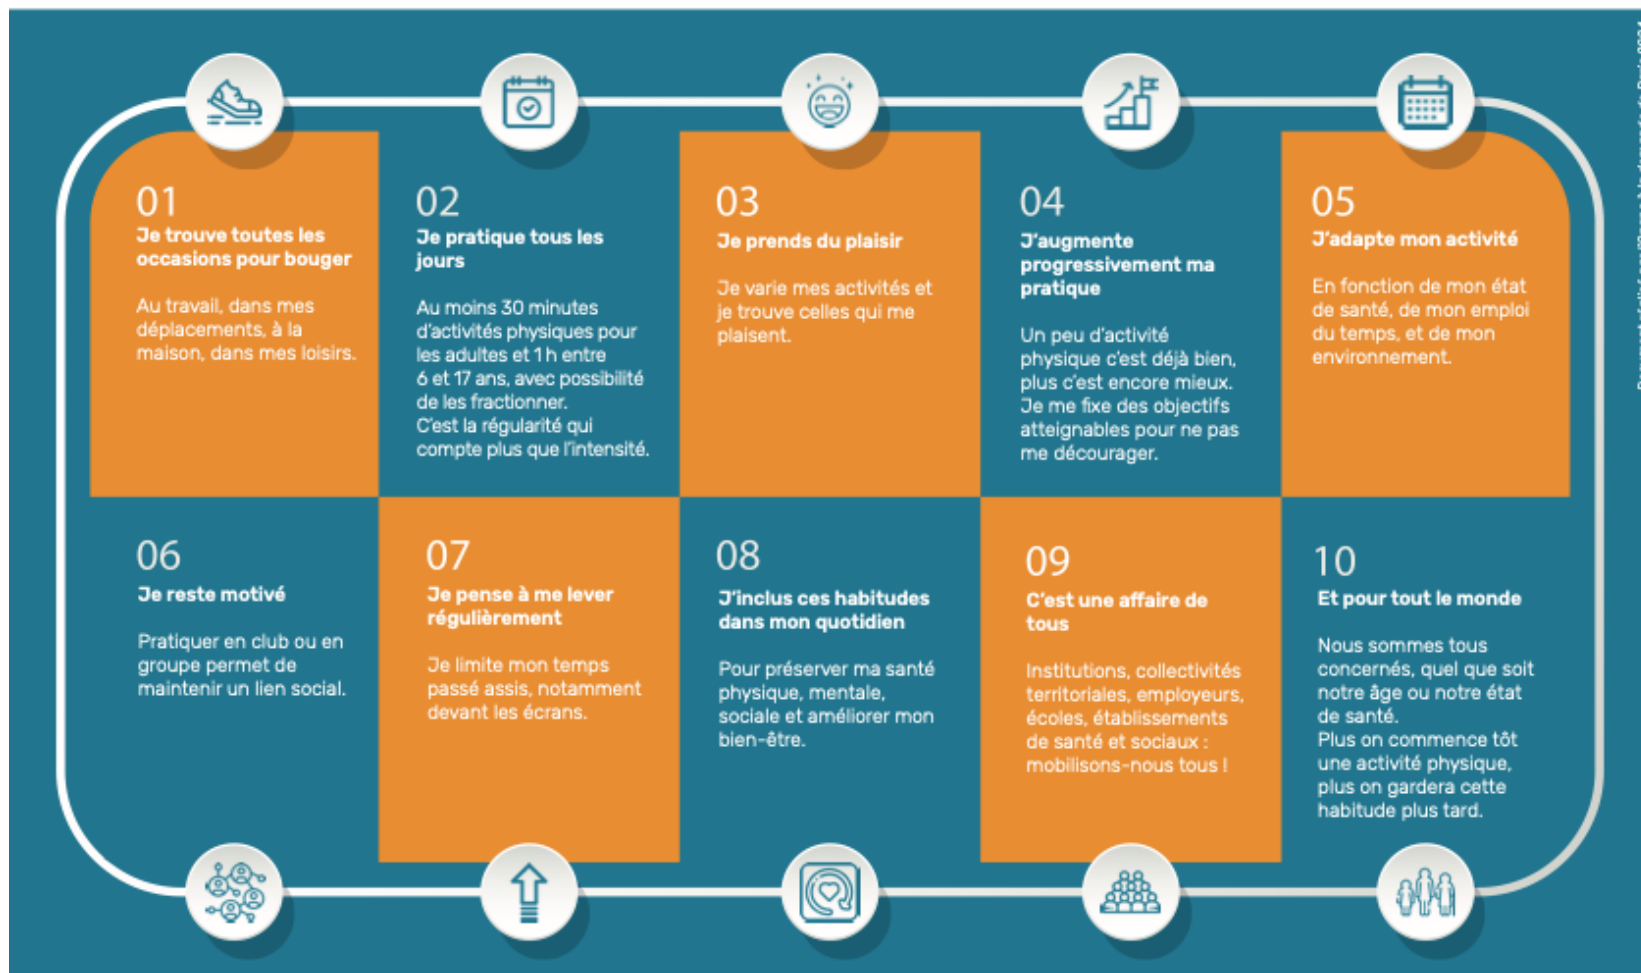 01
Je trouve toutes les
occasions pour bouger
Au travail, dans mes
déplacements, à la
maison, dans mes loisirs.
02
Je pratique tous les
jours
Au moins 30 minutes
d'activités physiques pour
les adultes et 1 h entre
6 et 17 ans, avec possibilité
de les fractionner.
C'est la régularité qui
compte plus que l'intensité.
03
Je prends du plaisir
Je varie mes activités et
je trouve celles qui me
plaisent.
04
J'augmente
progressivement ma
pratique
Un peu d'activité
physique c'est déjà bien,
plus c'est encore mieux.
Je me fixe des objectifs
atteignables pour ne pas
me décourager.
05
J'adapte mon activité
En fonction de mon état
de santé, de mon emploi
du temps, et de mon
environnement.
06
Je reste motivé
Pratiquer en club ou en
groupe permet de
maintenir un lien social.
07
Je pense à me lever
régulièrement
Je limite mon temps
passé assis, notamment
devant les écrans.
08
J'inclus ces habitudes
dans mon quotidien
Pour préserver ma santé
physique, mentale,
sociale et améliorer mon
bien-être.
09
C'est une affaire de
tous
Institutions, collectivités
territoriales, employeurs,
écoles, établissements
de santé et sociaux :
mobilisons-nous tous !
10
Et pour tout le monde
Nous sommes tous
concernés, quel que soit
notre âge ou notre état
de santé.
Plus on commence tôt
une activité physique,
plus on gardera cette
habitude plus tard.